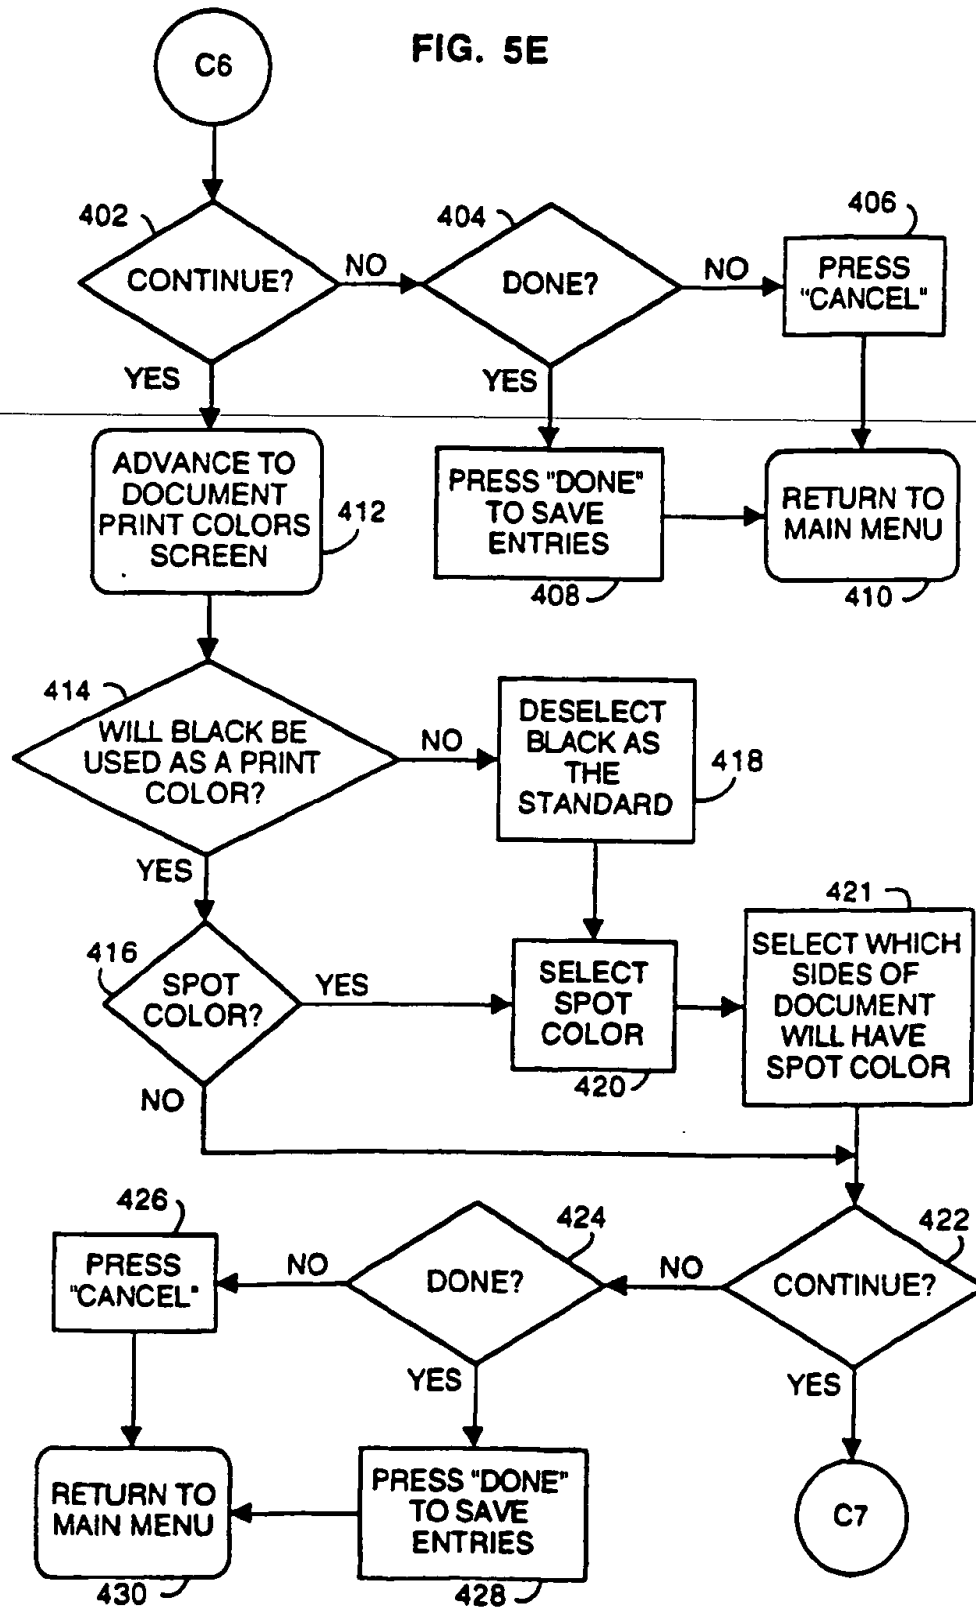 FIG. 5E
C6
402
CONTINUE?
NO
YES
404
DONE?
NO
YES
406
PRESS
"CANCEL"
ADVANCE TO
DOCUMENT
PRINT COLORS
SCREEN
412
PRESS "DONE"
TO SAVE
ENTRIES
408
RETURN TO
MAIN MENU
410
414
WILL BLACK BE
USED AS A PRINT
COLOR?
NO
YES
DESELECT
BLACK AS
THE
STANDARD
418
416
SPOT
COLOR?
YES
NO
SELECT
SPOT
COLOR
420
421
SELECT WHICH
SIDES OF
DOCUMENT
WILL HAVE
SPOT COLOR
422
CONTINUE?
NO
YES
424
DONE?
NO
YES
426
PRESS
"CANCEL"
RETURN TO
MAIN MENU
430
PRESS "DONE"
TO SAVE
ENTRIES
428
C7